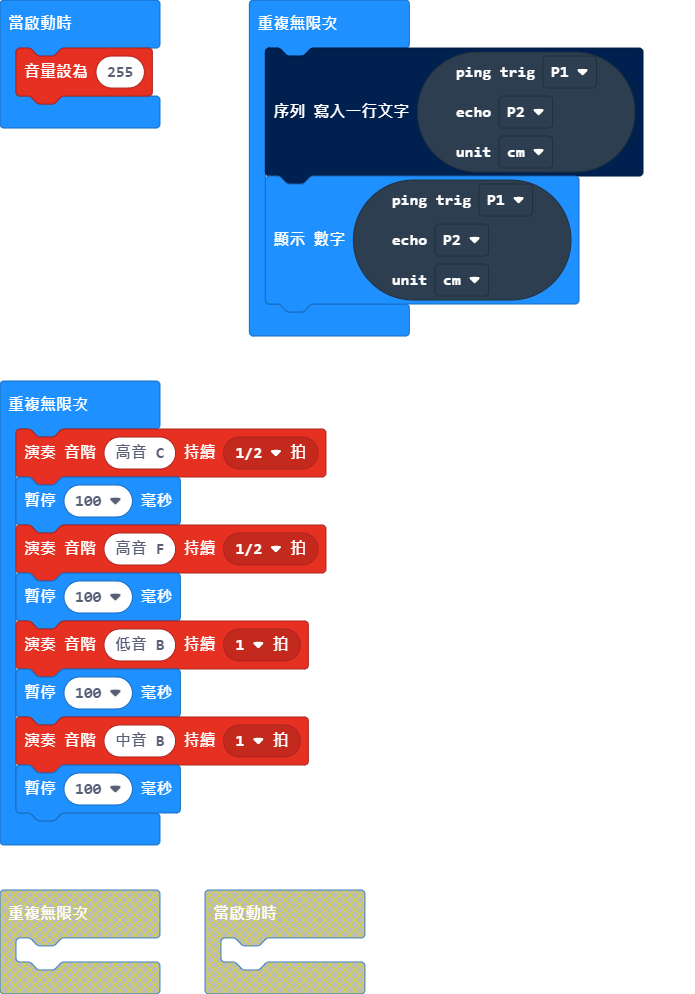 當啟動時
音量設為 255
重複無限次
序列 寫入一行文字
ping trig P1
echo P2
unit cm
顯示 數字
ping trig P1
echo P2
unit cm
重複無限次
演奏 音階 高音 C 持續 1/2 拍
暫停 100 毫秒
演奏 音階 高音 F 持續 1/2 拍
暫停 100 毫秒
演奏 音階 低音 B 持續 1 拍
暫停 100 毫秒
演奏 音階 中音 B 持續 1 拍
暫停 100 毫秒
重複無限次
當啟動時